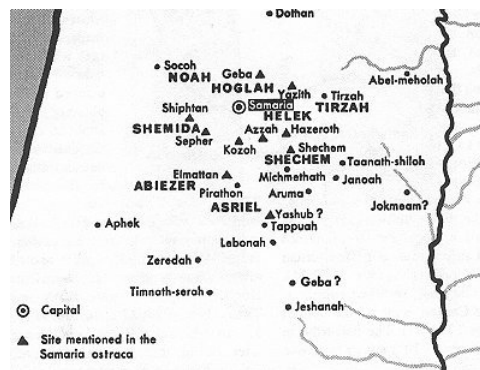 Dothan
Socoh
NOAH
Geba
HOGLAH
Yazith
Abel-meholah
Tirzah
TIRZAH
Samaria
HELEK
Shiphtan
SHEMIDA
Sepher
Azzah
Hazeroth
Kozoh
Shechem
SHECHEM
Taanath-shiloh
Elmattan
Michmethath
Janoah
ABIEZER
Pirathon
Aruma
ASRIEL
Jokmeam?
Yashub ?
Aphek
Tappuah
Lebonah
Zeredah
Geba ?
Timnoth-serah
Jeshanah
Capital
Site mentioned in the
Samaria ostraca